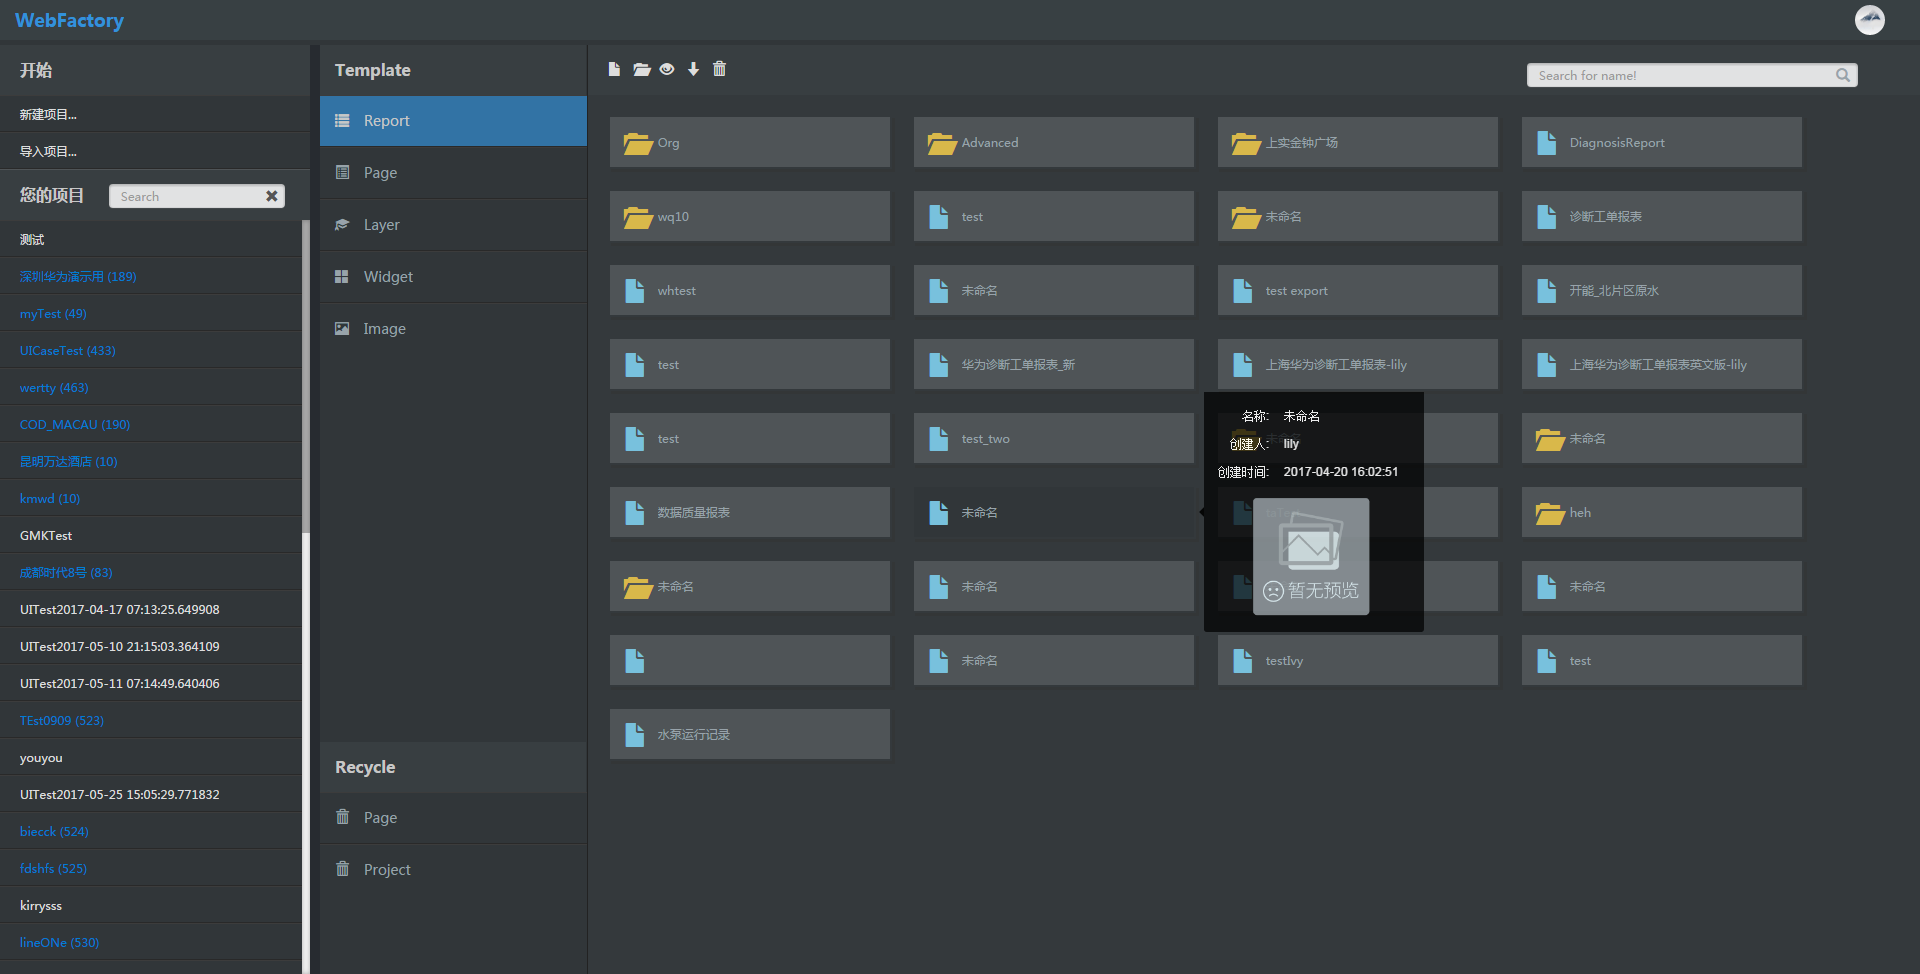 WebFactory
开始
新建项目...
导入项目...
您的项目
Search
测试
深圳华为演示用 (189)
myTest (49)
UICaseTest (433)
wertty (463)
COD_MACAU (190)
昆明万达酒店 (10)
kmwd (10)
GMKTest
成都时代8号 (83)
UITest2017-04-17 07:13:25.649908
UITest2017-05-10 21:15:03.364109
UITest2017-05-11 07:14:49.640406
TEst0909 (523)
youyou
UITest2017-05-25 15:05:29.771832
biecck (524)
fdshfs (525)
kirrysss
lineONe (530)
Template
Report
Page
Layer
Widget
Image
Recycle
Page
Project
Search for name!
Org
Advanced
上实金钟广场
DiagnosisReport
wq10
test
未命名
诊断工单报表
whtest
未命名
test export
开能_北片区原水
test
华为诊断工单报表_新
上海华为诊断工单报表-lily
上海华为诊断工单报表英文版-lily
test
test_two
未命名
数据质量报表
未命名
heh
未命名
未命名
未命名
未命名
testIvy
test
水泵运行记录
名称: 未命名
创建人: lily
创建时间: 2017-04-20 16:02:51
暂无预览